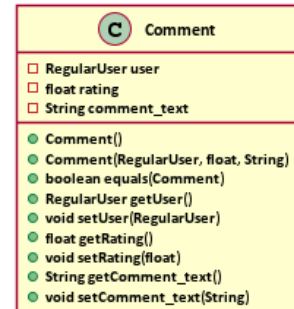 C Comment
RegularUser user
float rating
String comment_text
Comment()
Comment(RegularUser, float, String)
boolean equals(Comment)
RegularUser getUser()
void setUser(RegularUser)
float getRating()
void setRating(float)
String getComment_text()
void setComment_text(String)